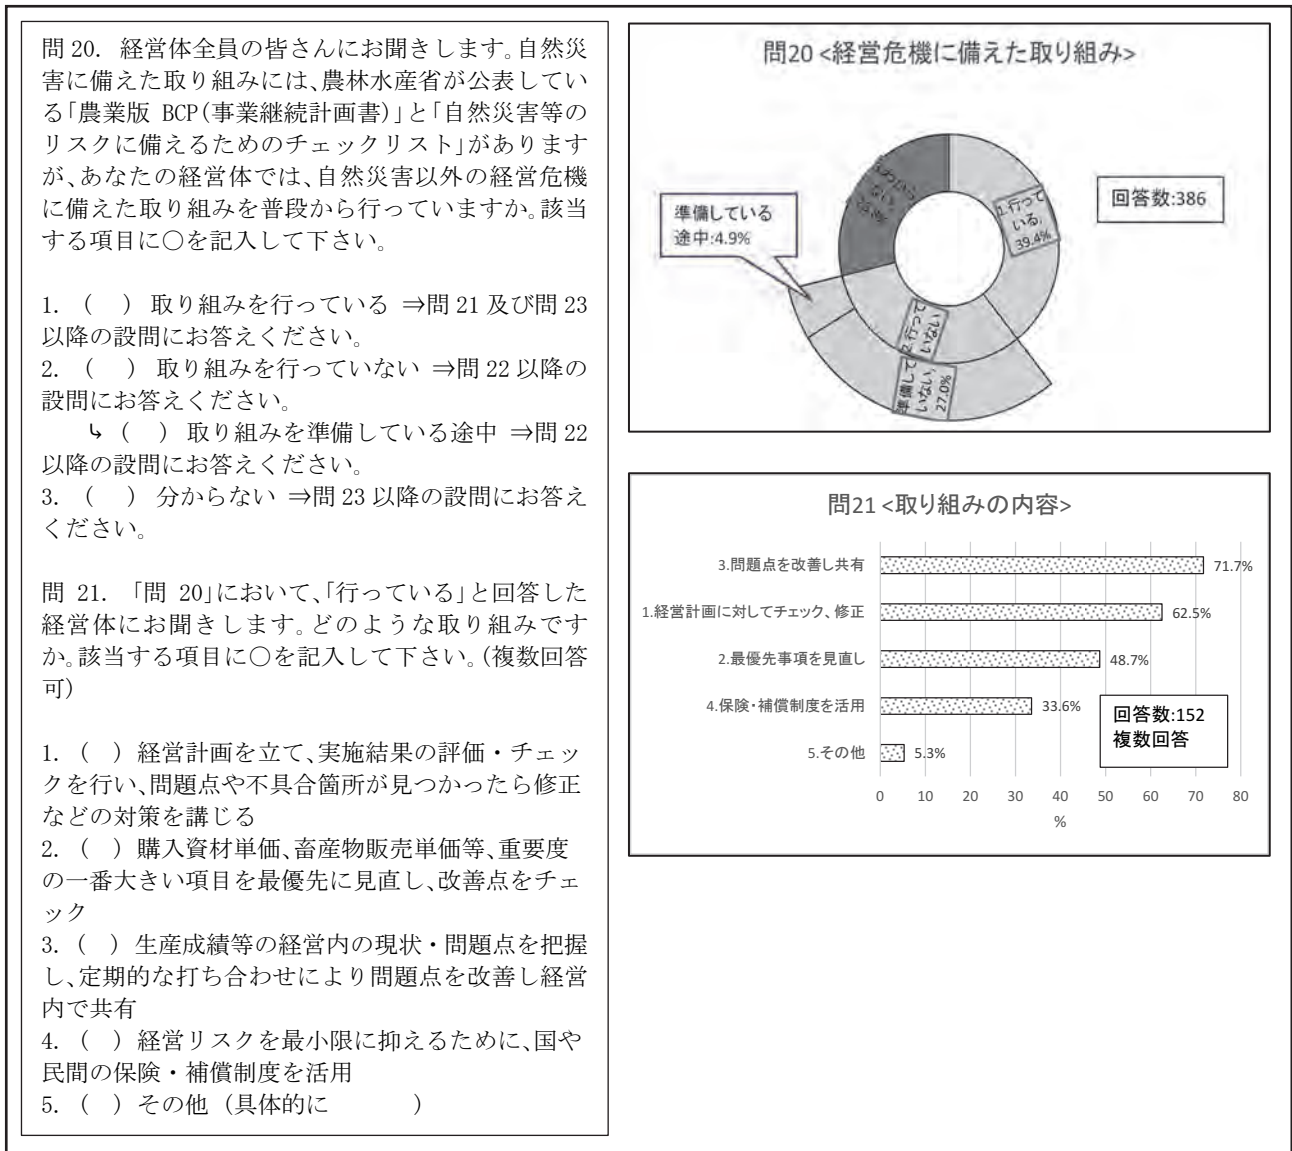 問 20. 経営体全員の皆さんにお聞きします。自然災
害に備えた取り組みには、農林水産省が公表してい
る「農業版 BCP(事業継続計画書)」と「自然災害等の
リスクに備えるためのチェックリスト」があります
が、あなたの経営体では、自然災害以外の経営危機
に備えた取り組みを普段から行っていますか。該当
する項目に〇を記入して下さい。
1. ( ) 取り組みを行っている ⇒問 21 及び問 23
以降の設問にお答えください。
2. ( ) 取り組みを行っていない ⇒問 22 以降の
設問にお答えください。
↳ ( ) 取り組みを準備している途中 ⇒問 22
以降の設問にお答えください。
3. ( ) 分からない ⇒問 23 以降の設問にお答え
ください。
問 21. 「問 20」において、「行っている」と回答した
経営体にお聞きします。どのような取り組みです
か。該当する項目に〇を記入して下さい。(複数回答
可)
1. ( ) 経営計画を立て、実施結果の評価・チェッ
クを行い、問題点や不具合箇所が見つかったら修正
などの対策を講じる
2. ( ) 購入資材単価、畜産物販売単価等、重要度
の一番大きい項目を最優先に見直し、改善点をチェ
ック
3. ( ) 生産成績等の経営内の現状・問題点を把握
し、定期的な打ち合わせにより問題点を改善し経営
内で共有
4. ( ) 経営リスクを最小限に抑えるために、国や
民間の保険・補償制度を活用
5. ( ) その他 (具体的に )
問20 <経営危機に備えた取り組み>
回答数:386
準備している
途中:4.9%
1.行って
いる,
39.4%
2.行って
いない
準備して
いない,
27.0%
問21 <取り組みの内容>
3.問題点を改善し共有 71.7%
1.経営計画に対してチェック、修正 62.5%
2.最優先事項を見直し 48.7%
4.保険・補償制度を活用 33.6%
5.その他 5.3%
回答数:152
複数回答
0 10 20 30 40 50 60 70 80
%